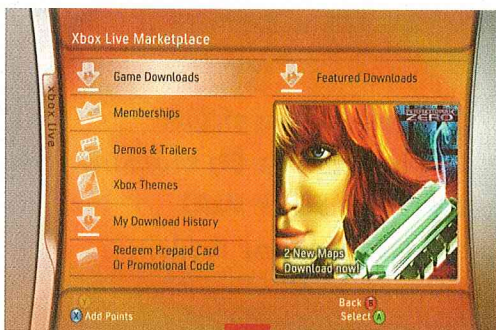 Xbox Live Marketplace
xbox live
Game Downloads
Memberships
Demos & Trailers
Xbox Themes
My Download History
Redeem Prepaid Card
Or Promotional Code
Featured Downloads
ZERO
2 New Maps
Download now!
Y
X Add Points
Back B
Select A